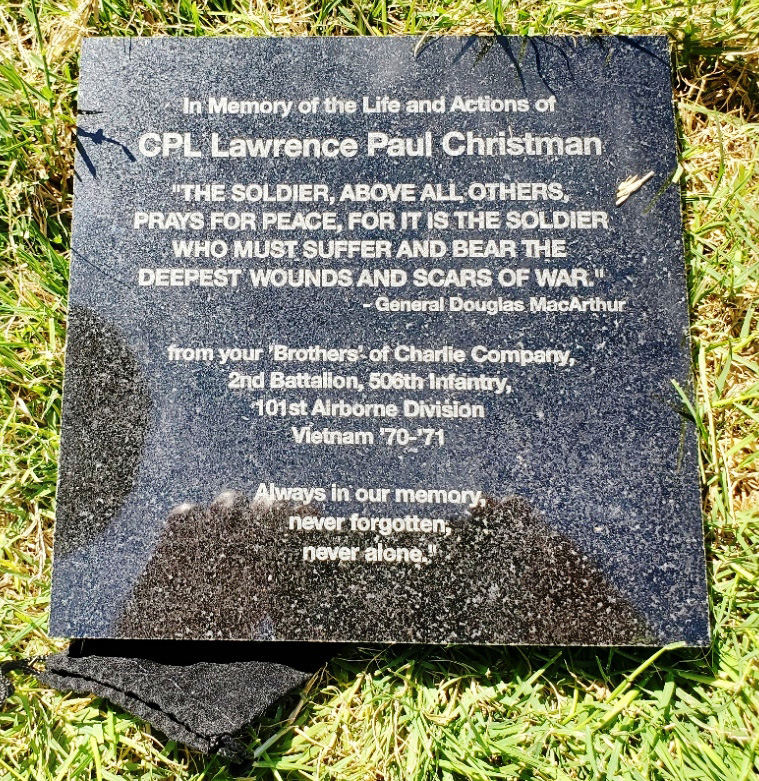 In Memory of the Life and Actions of
CPL Lawrence Paul Christman
"THE SOLDIER, ABOVE ALL OTHERS,
PRAYS FOR PEACE, FOR IT IS THE SOLDIER
WHO MUST SUFFER AND BEAR THE
DEEPEST WOUNDS AND SCARS OF WAR."
- General Douglas MacArthur
from your 'Brothers' of Charlie Company,
2nd Battalion, 506th Infantry,
101st Airborne Division
Vietnam '70-'71
Always in our memory,
never forgotten,
never alone."